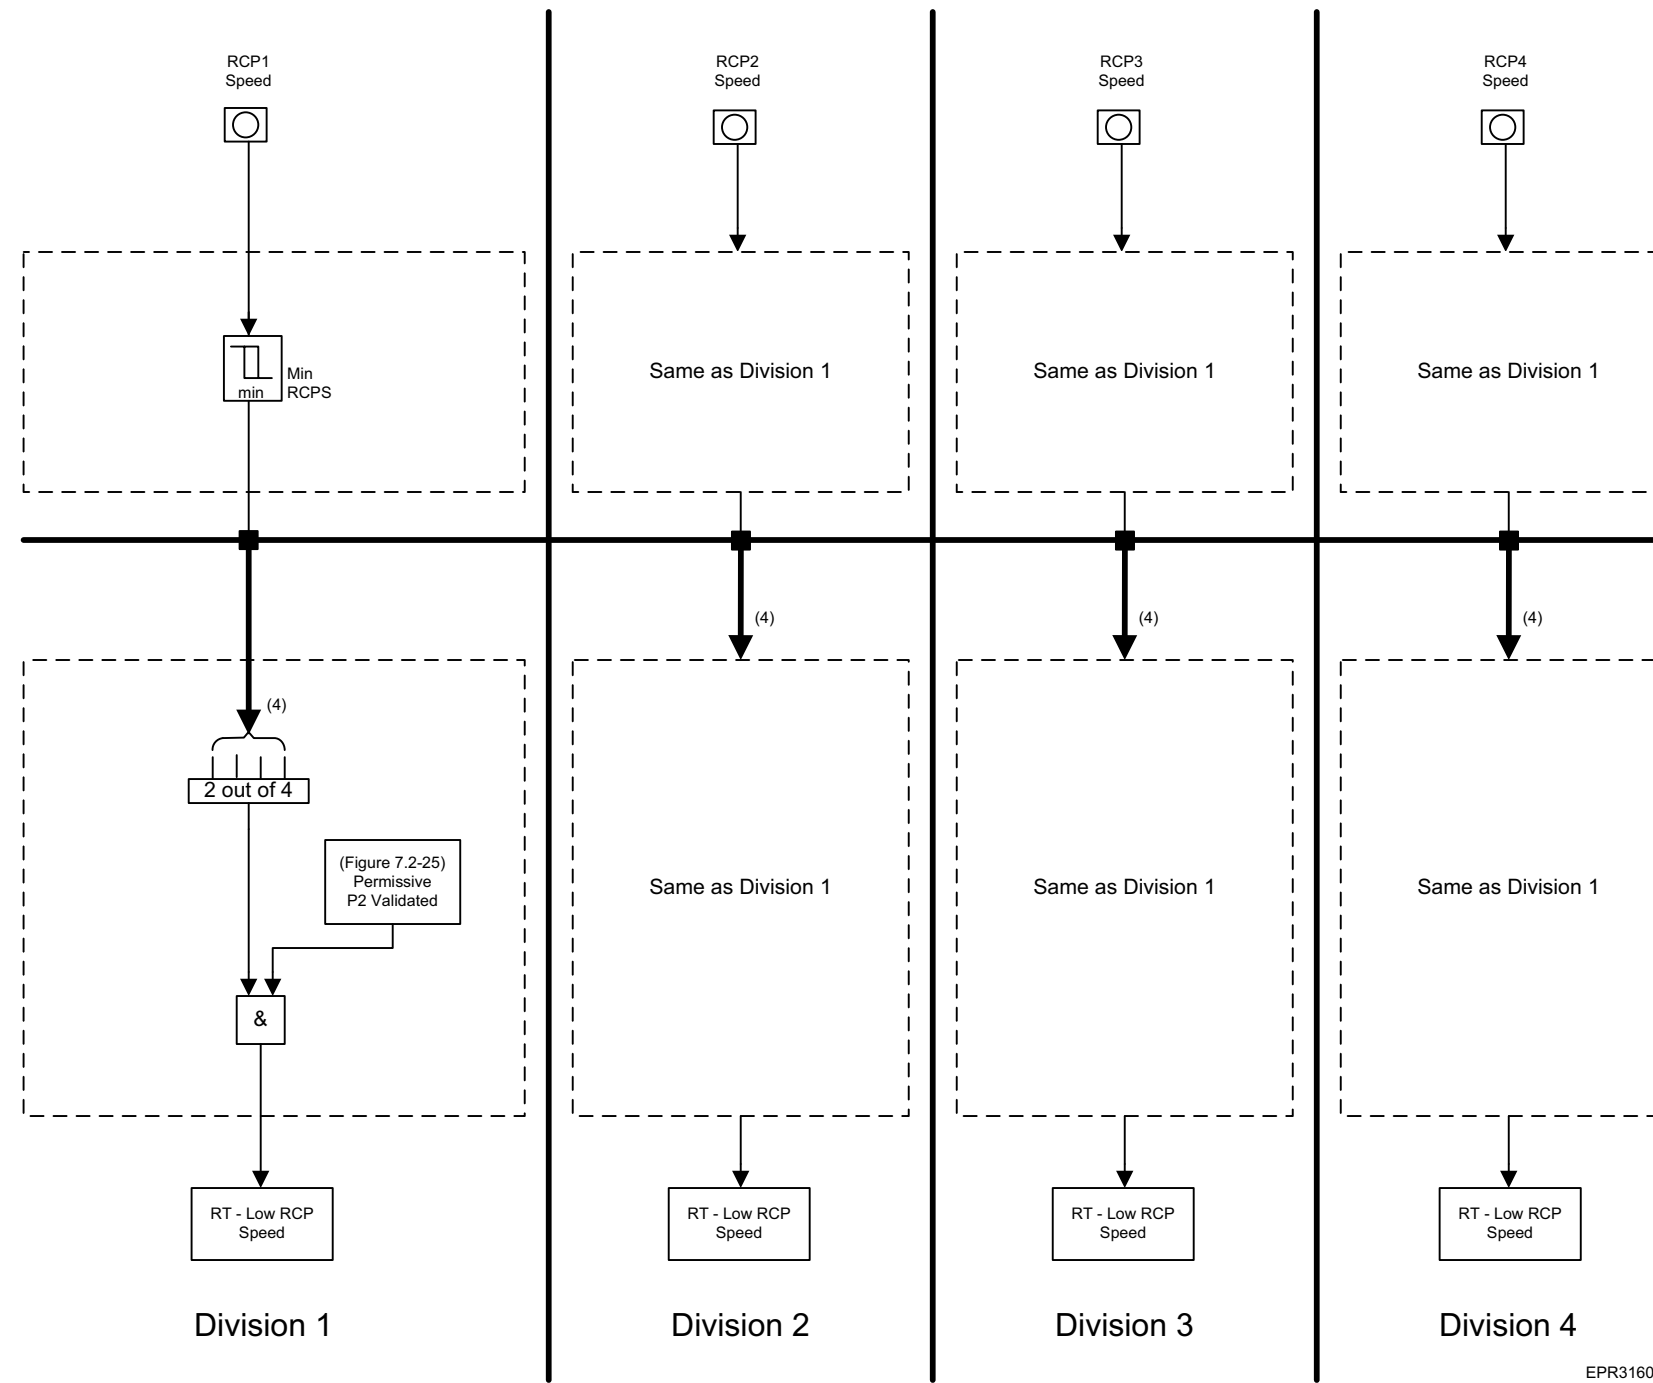 RCP1
Speed
RCP2
Speed
RCP3
Speed
RCP4
Speed
min
Min
RCPS
Same as Division 1
Same as Division 1
Same as Division 1
(4)
(4)
(4)
(4)
2 out of 4
(Figure 7.2-25)
Permissive
P2 Validated
Same as Division 1
Same as Division 1
Same as Division 1
&
RT - Low RCP
Speed
RT - Low RCP
Speed
RT - Low RCP
Speed
RT - Low RCP
Speed
Division 1
Division 2
Division 3
Division 4
EPR3160